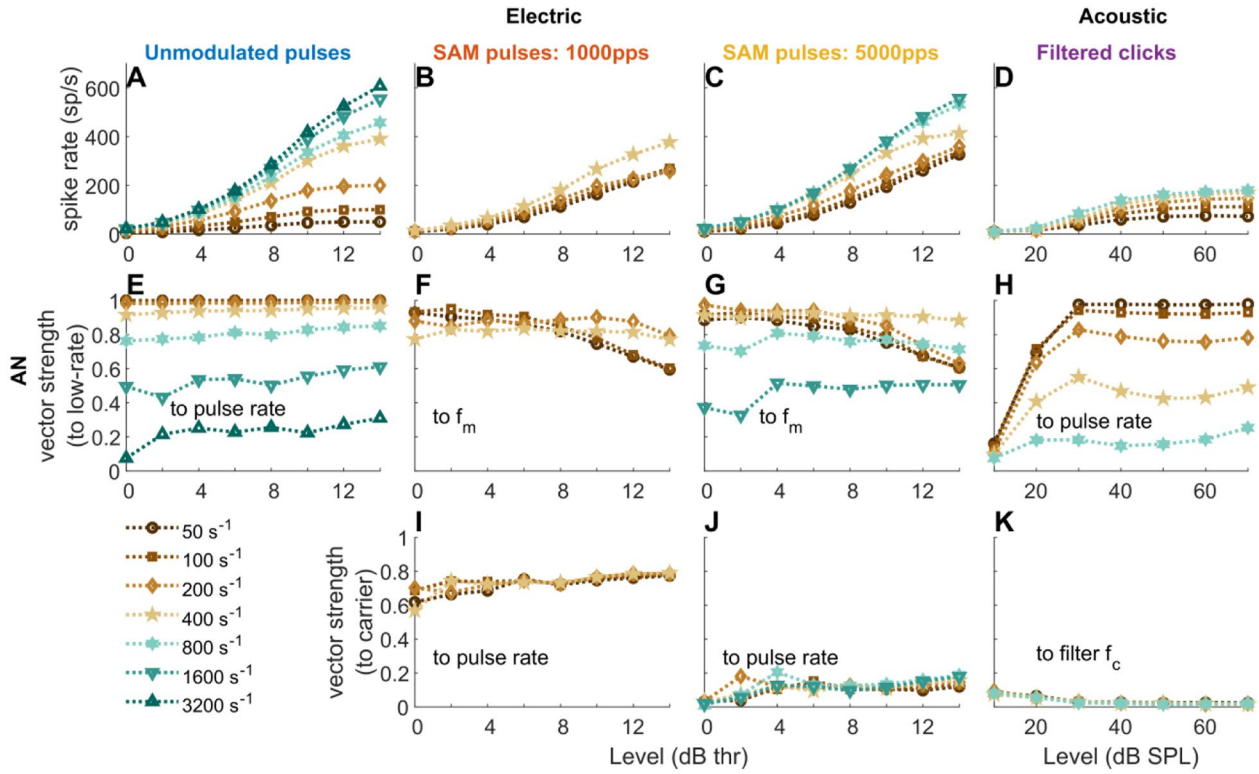 Electric Acoustic
Unmodulated pulses SAM pulses: 1000pps SAM pulses: 5000pps Filtered clicks
A B C D
600
400
200
0
spike rate (sp/s)
0 4 8 12 0 4 8 12 0 4 8 12 20 40 60
E F G H
1
0.8
0.6
0.4
0.2
0
AN
vector strength
(to low-rate)
to pulse rate to fm to fm to pulse rate
0 4 8 12 0 4 8 12 0 4 8 12 20 40 60
50 s-1
100 s-1
200 s-1
400 s-1
800 s-1
1600 s-1
3200 s-1
I J K
1
0.8
0.6
0.4
0.2
0
vector strength
(to carrier)
to pulse rate to pulse rate to filter fc
0 4 8 12 0 4 8 12 20 40 60
Level (dB thr) Level (dB SPL)